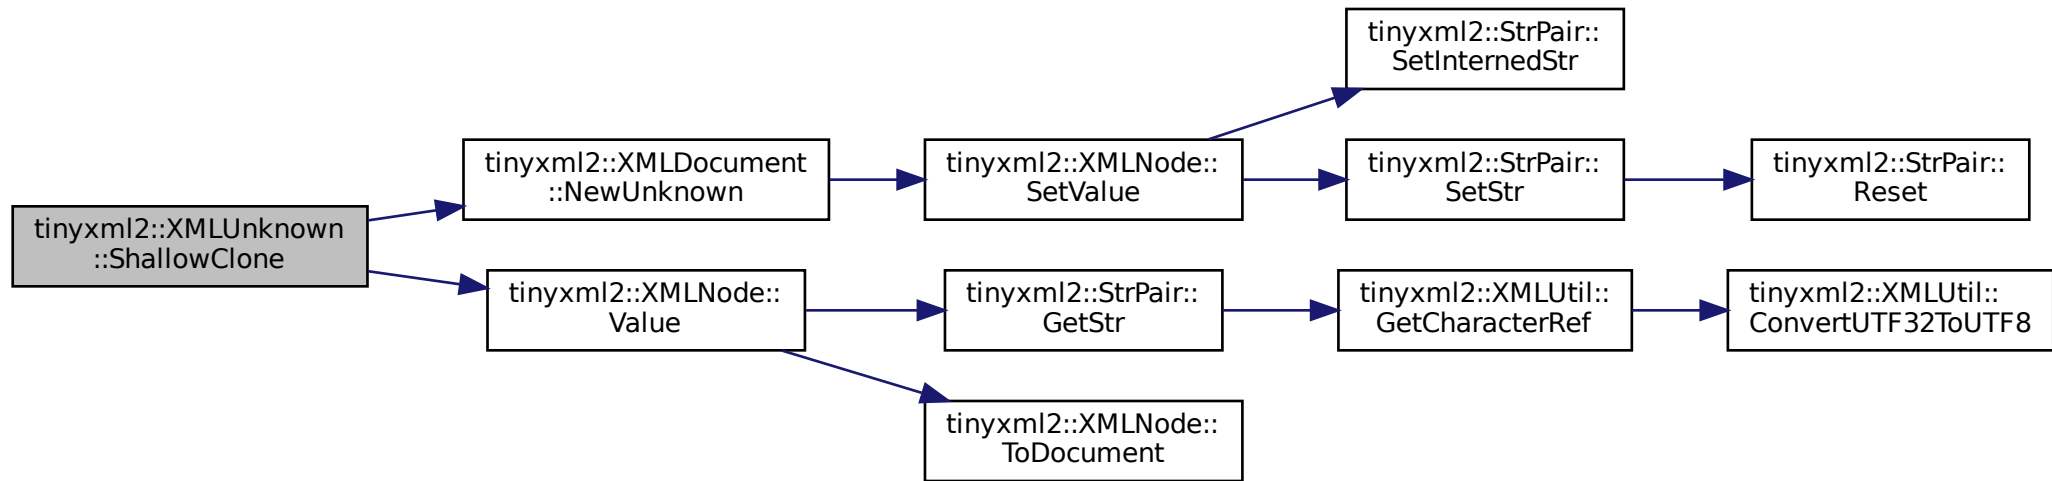 tinyxml2::XMLUnknown
::ShallowClone
tinyxml2::XMLDocument
::NewUnknown
tinyxml2::XMLNode::
Value
tinyxml2::XMLNode::
SetValue
tinyxml2::StrPair::
GetStr
tinyxml2::XMLNode::
ToDocument
tinyxml2::StrPair::
SetInternedStr
tinyxml2::StrPair::
SetStr
tinyxml2::XMLUtil::
GetCharacterRef
tinyxml2::StrPair::
Reset
tinyxml2::XMLUtil::
ConvertUTF32ToUTF8